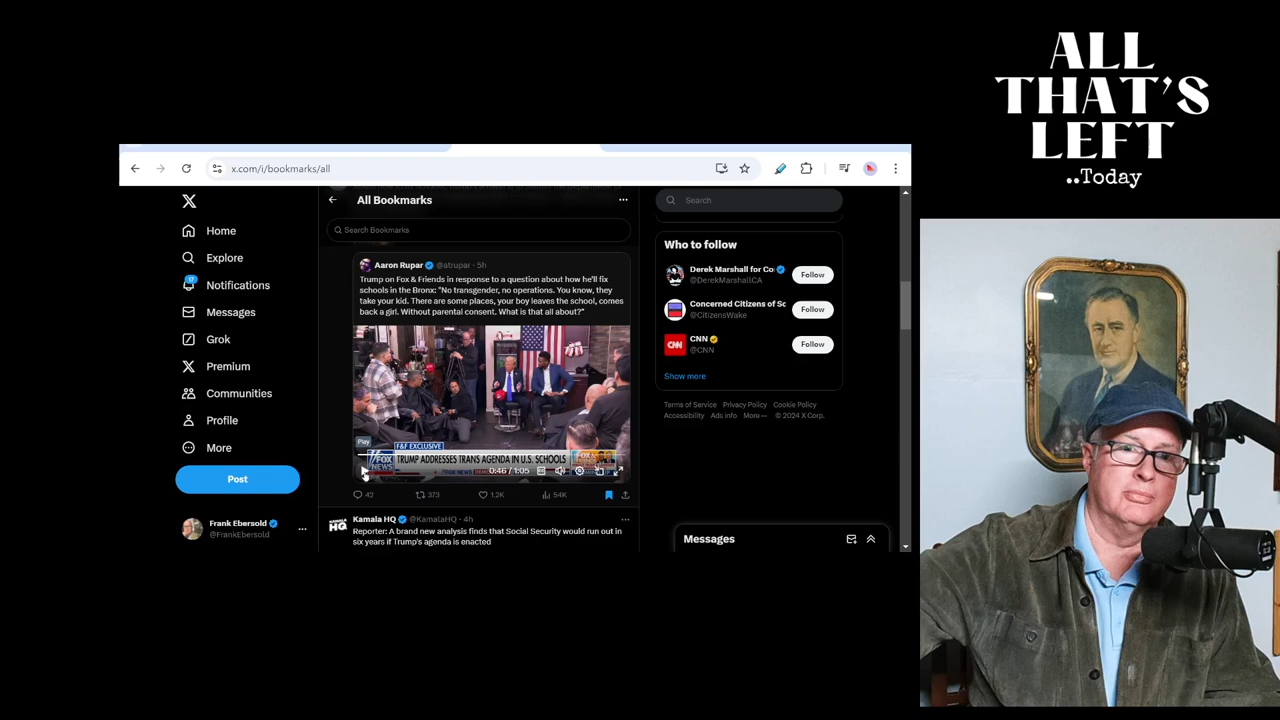 ALL
THAT'S
LEFT
..Today
x.com/i/bookmarks/all
Home
Explore
Notifications
Messages
Grok
Premium
Communities
Profile
More
Post
Frank Ebersold
@FrankEbersold
All Bookmarks
Search Bookmarks
Aaron Rupar @atrupar · 5h
Trump on Fox & Friends in response to a question about how he'll fix
schools in the Bronx: "No transgender, no operations. You know, they
take your kid. There are some places, your boy leaves the school, comes
back a girl. Without parental consent. What is that all about?"
Play
F&F EXCLUSIVE
FOX
NEWS
TRUMP ADDRESSES TRANS AGENDA IN U.S. SCHOOLS
0:46 / 1:05
42
373
1.2K
54K
Kamala HQ @KamalaHQ · 4h
Reporter: A brand new analysis finds that Social Security would run out in
six years if Trump's agenda is enacted
Search
Who to follow
Derek Marshall for Co
@DerekMarshallCA
Follow
Concerned Citizens of Sc
@CitizensWake
Follow
CNN
CNN
@CNN
Follow
Show more
Terms of Service Privacy Policy Cookie Policy
Accessibility Ads info More··· © 2024 X Corp.
Messages